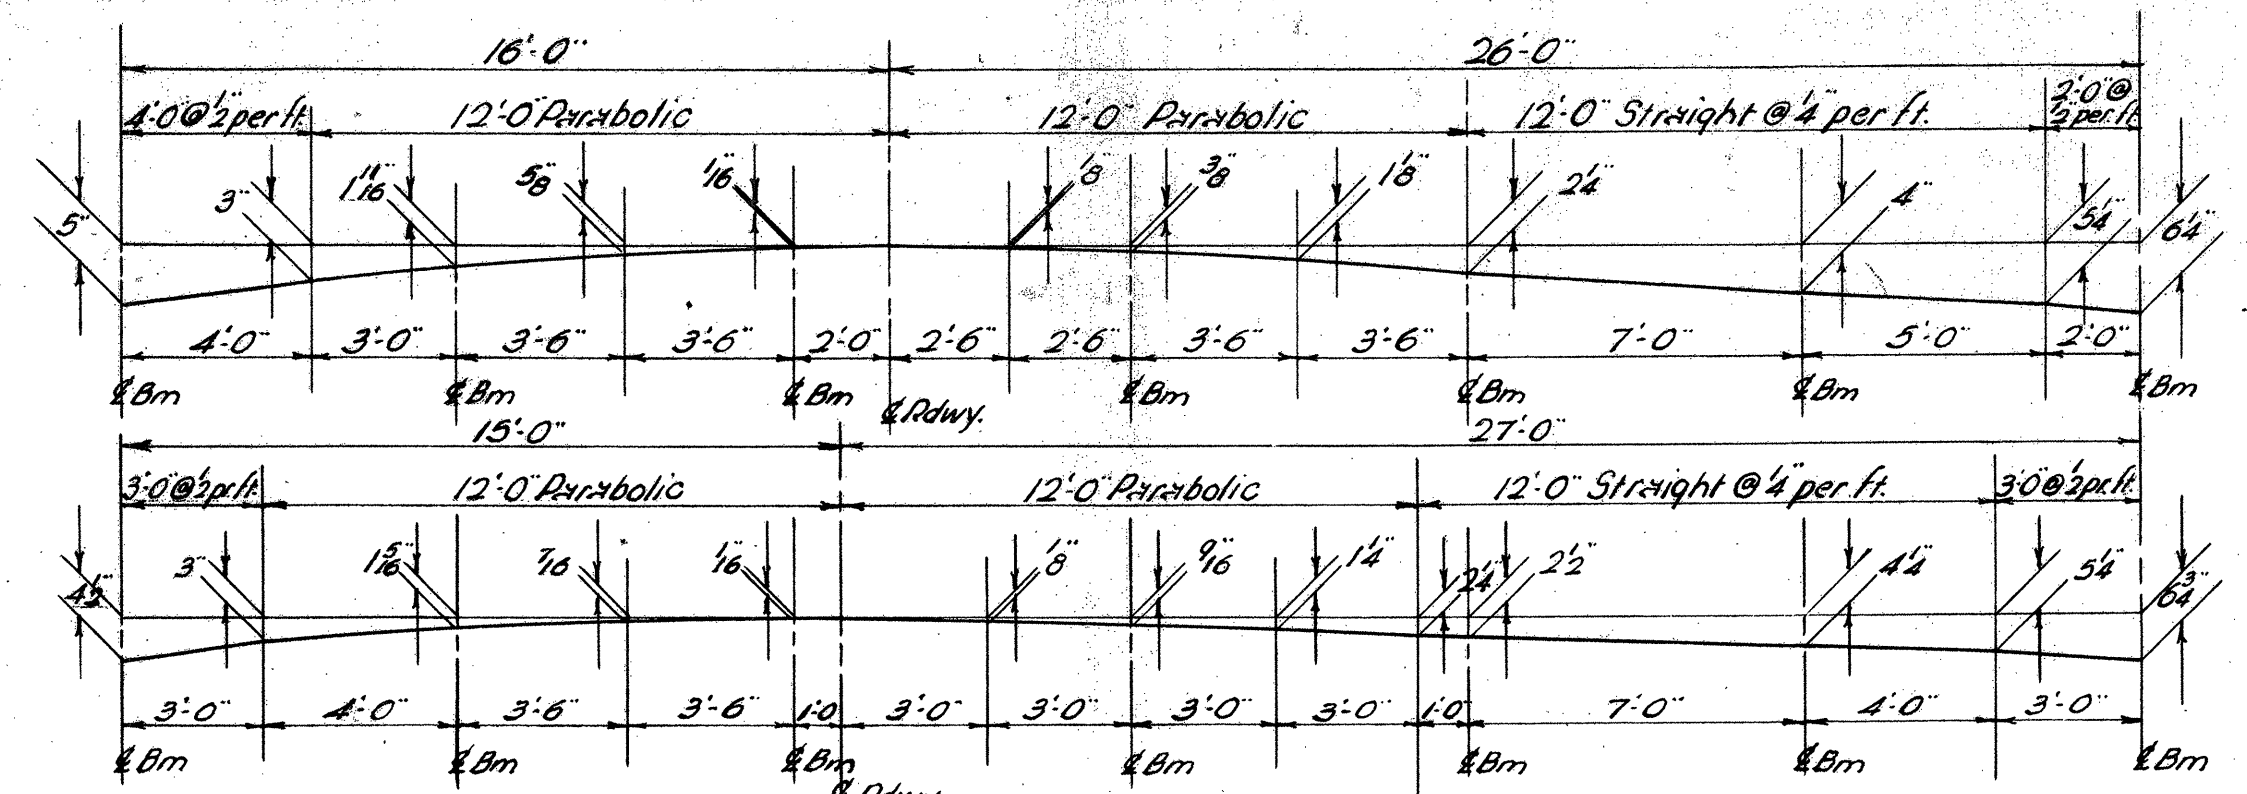 16'-0" 26'-0"
4'-0"@½" per ft. 12'-0" Parabolic 12'-0" Parabolic 12'-0" Straight @ ¼" per ft. 2'-0"@
½" per. ft.
5" 3" 1 11/16" 5/8" 1/16" 1/8" 3/8" 1 1/8" 2 1/4" 4" 5 1/4" 6 1/4"
4'-0" 3'-0" 3'-6" 3'-6" 2'-0" 2'-6" 2'-6" 3'-6" 3'-6" 7'-0" 5'-0" 2'-0"
℄ Bm ℄ Bm ℄ Bm ℄ Rdwy. ℄ Bm ℄ Bm ℄ Bm ℄ Bm
15'-0" 27'-0"
3'-0"@½"pr.ft. 12'-0" Parabolic 12'-0" Parabolic 12'-0" Straight @ ¼" per ft. 3'-0"@½"pr.ft.
4½" 3" 1 5/16" 7/16" 1/16" 1/8" 9/16" 1 1/4" 2 1/4" 2 1/2" 4 1/4" 5 1/4" 6 3/4"
3'-0" 4'-0" 3'-6" 3'-6" 1'-0" 3'-0" 3'-0" 3'-0" 3'-0" 1'-0" 7'-0" 4'-0" 3'-0"
℄ Bm ℄ Bm ℄ Bm ℄ Bm ℄ Bm ℄ Bm ℄ Bm
℄ Rdwy.